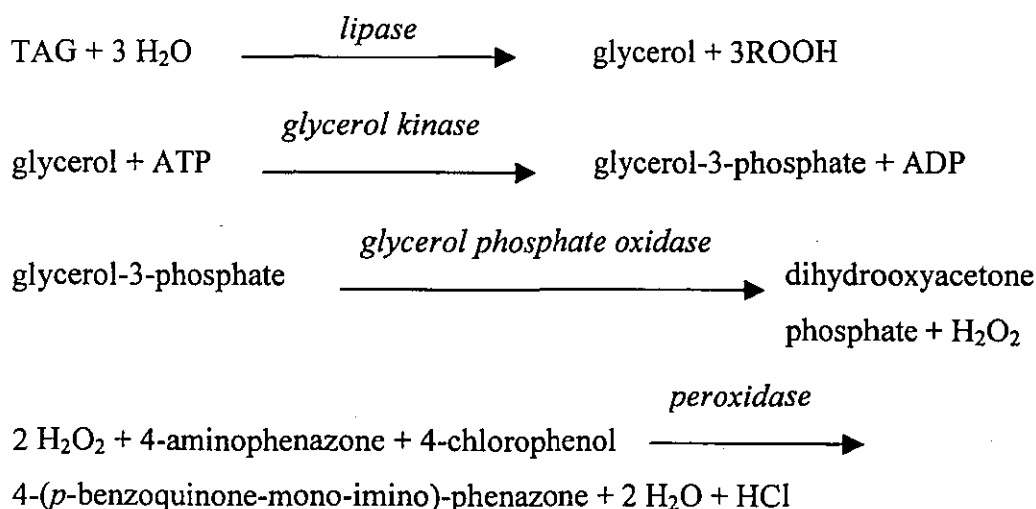 lipase
TAG + 3 H₂O glycerol + 3ROOH
glycerol kinase
glycerol + ATP glycerol-3-phosphate + ADP
glycerol phosphate oxidase
glycerol-3-phosphate dihydrooxyacetone
phosphate + H₂O₂
peroxidase
2 H₂O₂ + 4-aminophenazone + 4-chlorophenol
4-(p-benzoquinone-mono-imino)-phenazone + 2 H₂O + HCl